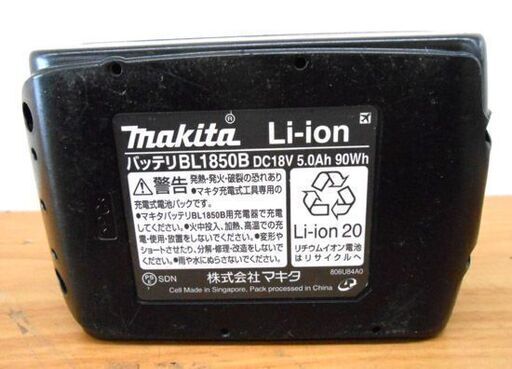 makita® Li-ion
バッテリBL1850B DC18V 5.0Ah 90Wh
警告 発熱・発火・破裂の恐れあり
●マキタ充電式工具専用の
充電式電池パックです。
●マキタバッテリBL1850B用充電器で充電
してください。●火中投入、加熱、高温での充
電・使用・放置をしないでください。●変形や
ショートさせたり、分解・修理・改造をしないで
ください。●雨や水にぬらさないでください。
Li-ion 20
リチウムイオン電池
はリサイクルへ
PS E SDN 株式会社マキタ 806U84A0
Cell Made in Singapore, Pack processed in China